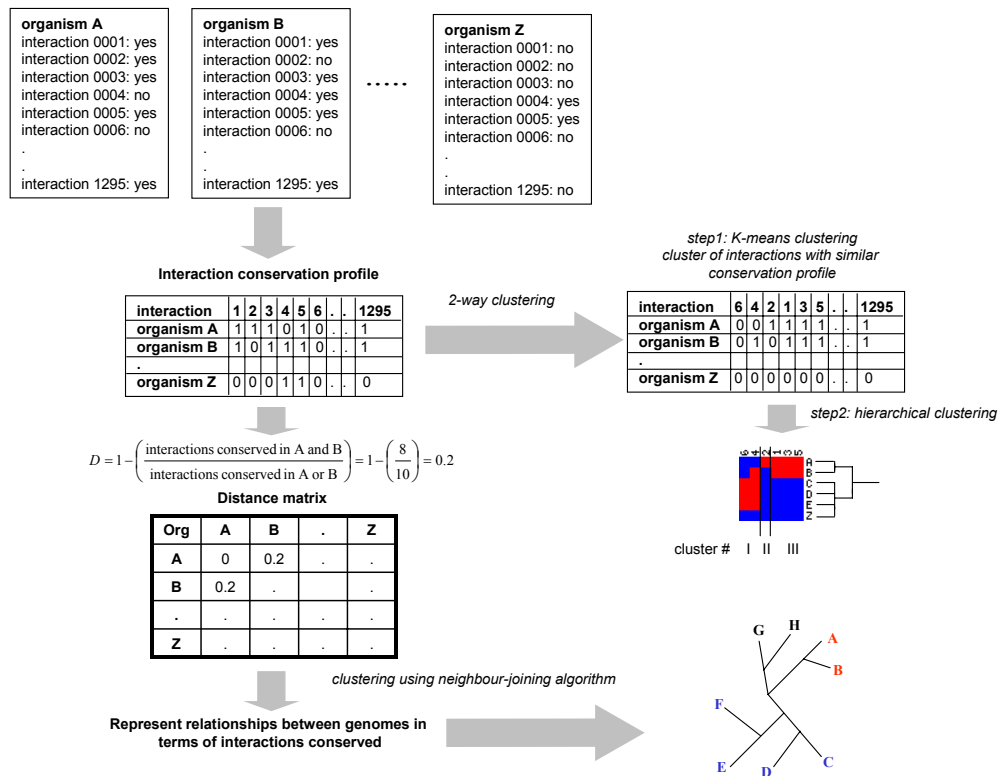 organism A
interaction 0001: yes
interaction 0002: yes
interaction 0003: yes
interaction 0004: no
interaction 0005: yes
interaction 0006: no
.
.
interaction 1295: yes
organism B
interaction 0001: yes
interaction 0002: no
interaction 0003: yes
interaction 0004: yes
interaction 0005: yes
interaction 0006: no
.
.
interaction 1295: yes
.....
organism Z
interaction 0001: no
interaction 0002: no
interaction 0003: no
interaction 0004: yes
interaction 0005: yes
interaction 0006: no
.
.
interaction 1295: no
Interaction conservation profile
interaction 1 2 3 4 5 6 . . 1295
organism A 1 1 1 0 1 0 . . 1
organism B 1 0 1 1 1 0 . . 1
.
organism Z 0 0 0 1 1 0 . . 0
2-way clustering
step1: K-means clustering
cluster of interactions with similar
conservation profile
interaction 6 4 2 1 3 5 . . 1295
organism A 0 0 1 1 1 1 . . 1
organism B 0 1 0 1 1 1 . . 1
.
organism Z 0 0 0 0 0 0 . . 0
step2: hierarchical clustering
6 4 2 1 3 5
A
B
C
D
E
Z
cluster # I II III
D = 1 − (interactions conserved in A and B / interactions conserved in A or B) = 1 − (8 / 10) = 0.2
Distance matrix
Org A B . Z
A 0 0.2 . .
B 0.2 . . .
. . . . .
Z . . . .
clustering using neighbour-joining algorithm
Represent relationships between genomes in
terms of interactions conserved
G
H
A
B
F
E
D
C